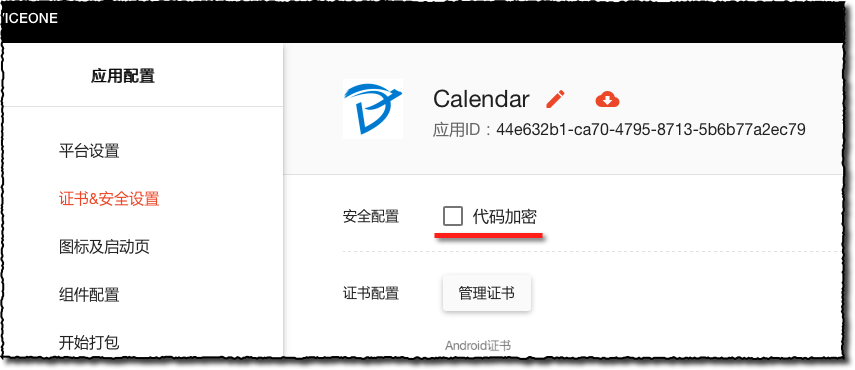 VICEONE
应用配置
Calendar
应用ID：44e632b1-ca70-4795-8713-5b6b77a2ec79
平台设置
证书&安全设置
图标及启动页
组件配置
开始打包
安全配置
代码加密
证书配置
管理证书
Android证书